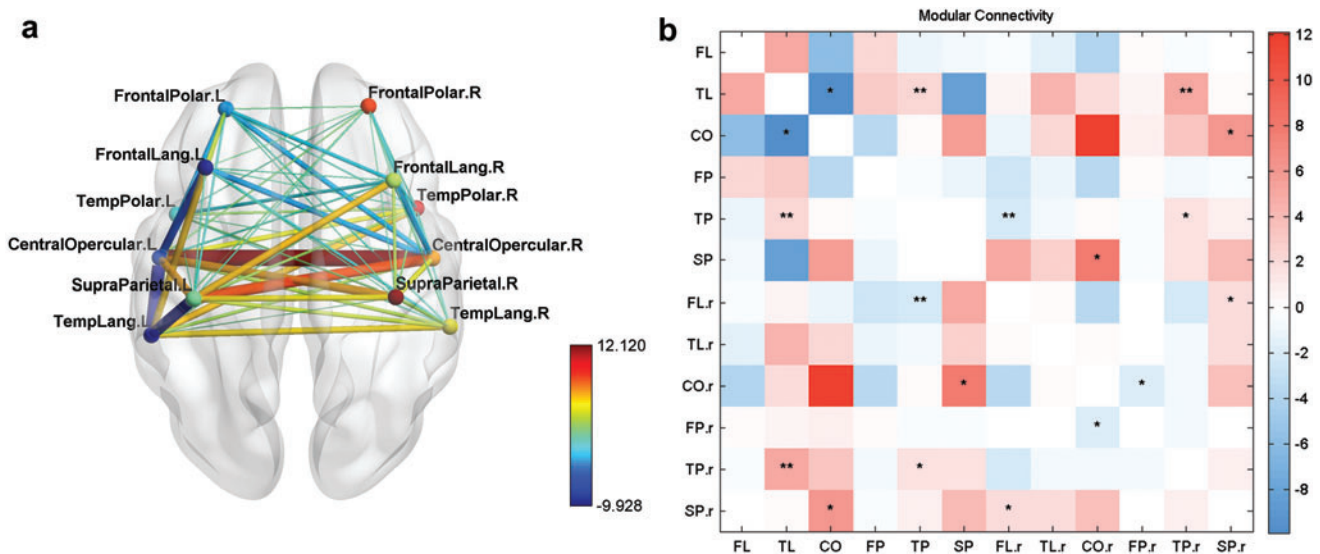 a
FrontalPolar.L
FrontalPolar.R
FrontalLang.L
FrontalLang.R
TempPolar.L
TempPolar.R
CentralOpercular.L
CentralOpercular.R
SupraParietal.L
SupraParietal.R
TempLang.L
TempLang.R
12.120
-9.928
b
Modular Connectivity
FL
TL * ** **
CO * *
FP
TP ** ** *
SP *
FL.r ** *
TL.r
CO.r * *
FP.r *
TP.r ** *
SP.r * *
FL TL CO FP TP SP FL.r TL.r CO.r FP.r TP.r SP.r
12
10
8
6
4
2
0
-2
-4
-6
-8